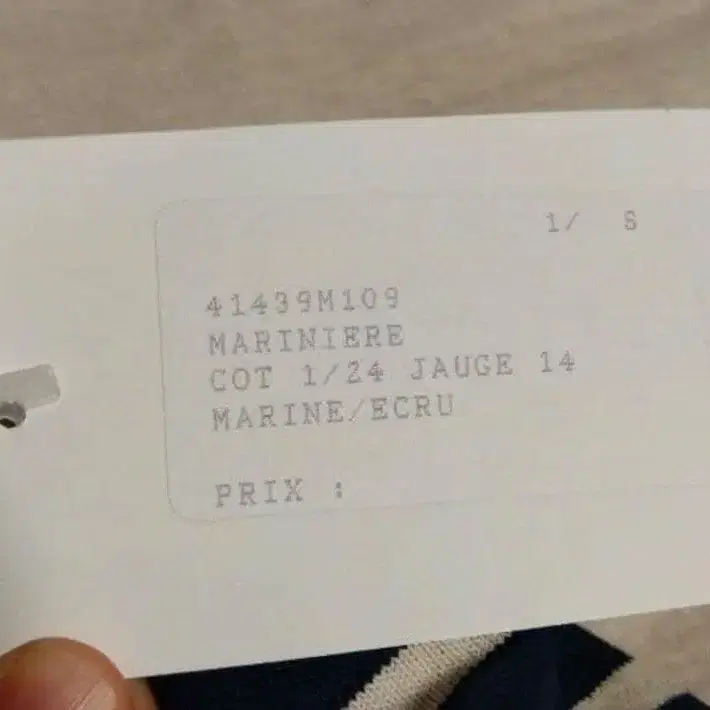 1/ S
41439M109
MARINIERE
COT 1/24 JAUGE 14
MARINE/ECRU
PRIX :